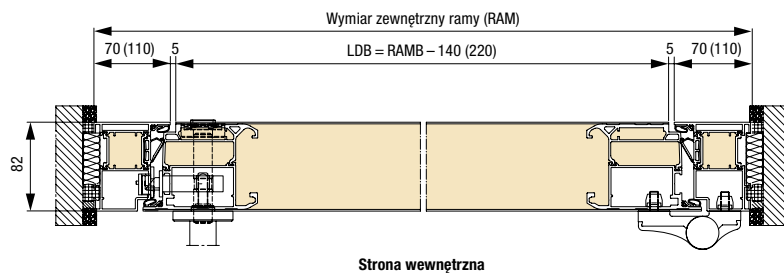 Wymiar zewnętrzny ramy (RAM)
70 (110) 5 LDB = RAMB – 140 (220) 5 70 (110)
82
Strona wewnętrzna